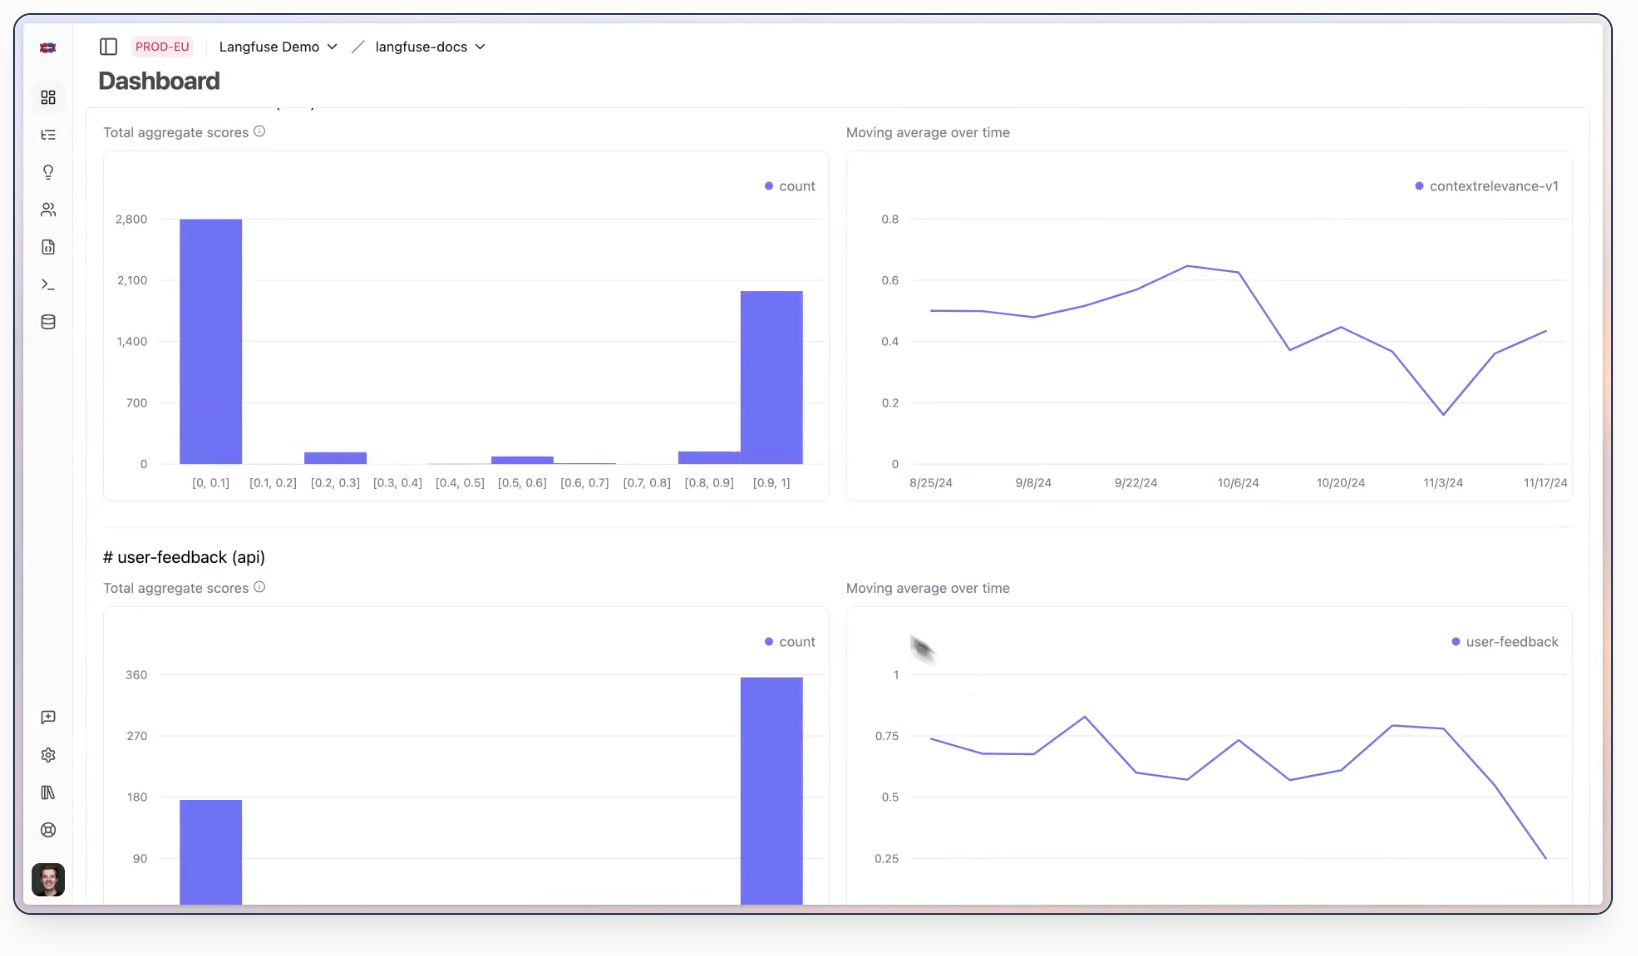 PROD-EU Langfuse Demo / langfuse-docs
Dashboard
Total aggregate scores
count
2,800
2,100
1,400
700
0
[0, 0.1] [0.1, 0.2] [0.2, 0.3] [0.3, 0.4] [0.4, 0.5] [0.5, 0.6] [0.6, 0.7] [0.7, 0.8] [0.8, 0.9] [0.9, 1]
Moving average over time
contextrelevance-v1
0.8
0.6
0.4
0.2
0
8/25/24 9/8/24 9/22/24 10/6/24 10/20/24 11/3/24 11/17/24
# user-feedback (api)
Total aggregate scores
count
360
270
180
90
Moving average over time
user-feedback
1
0.75
0.5
0.25